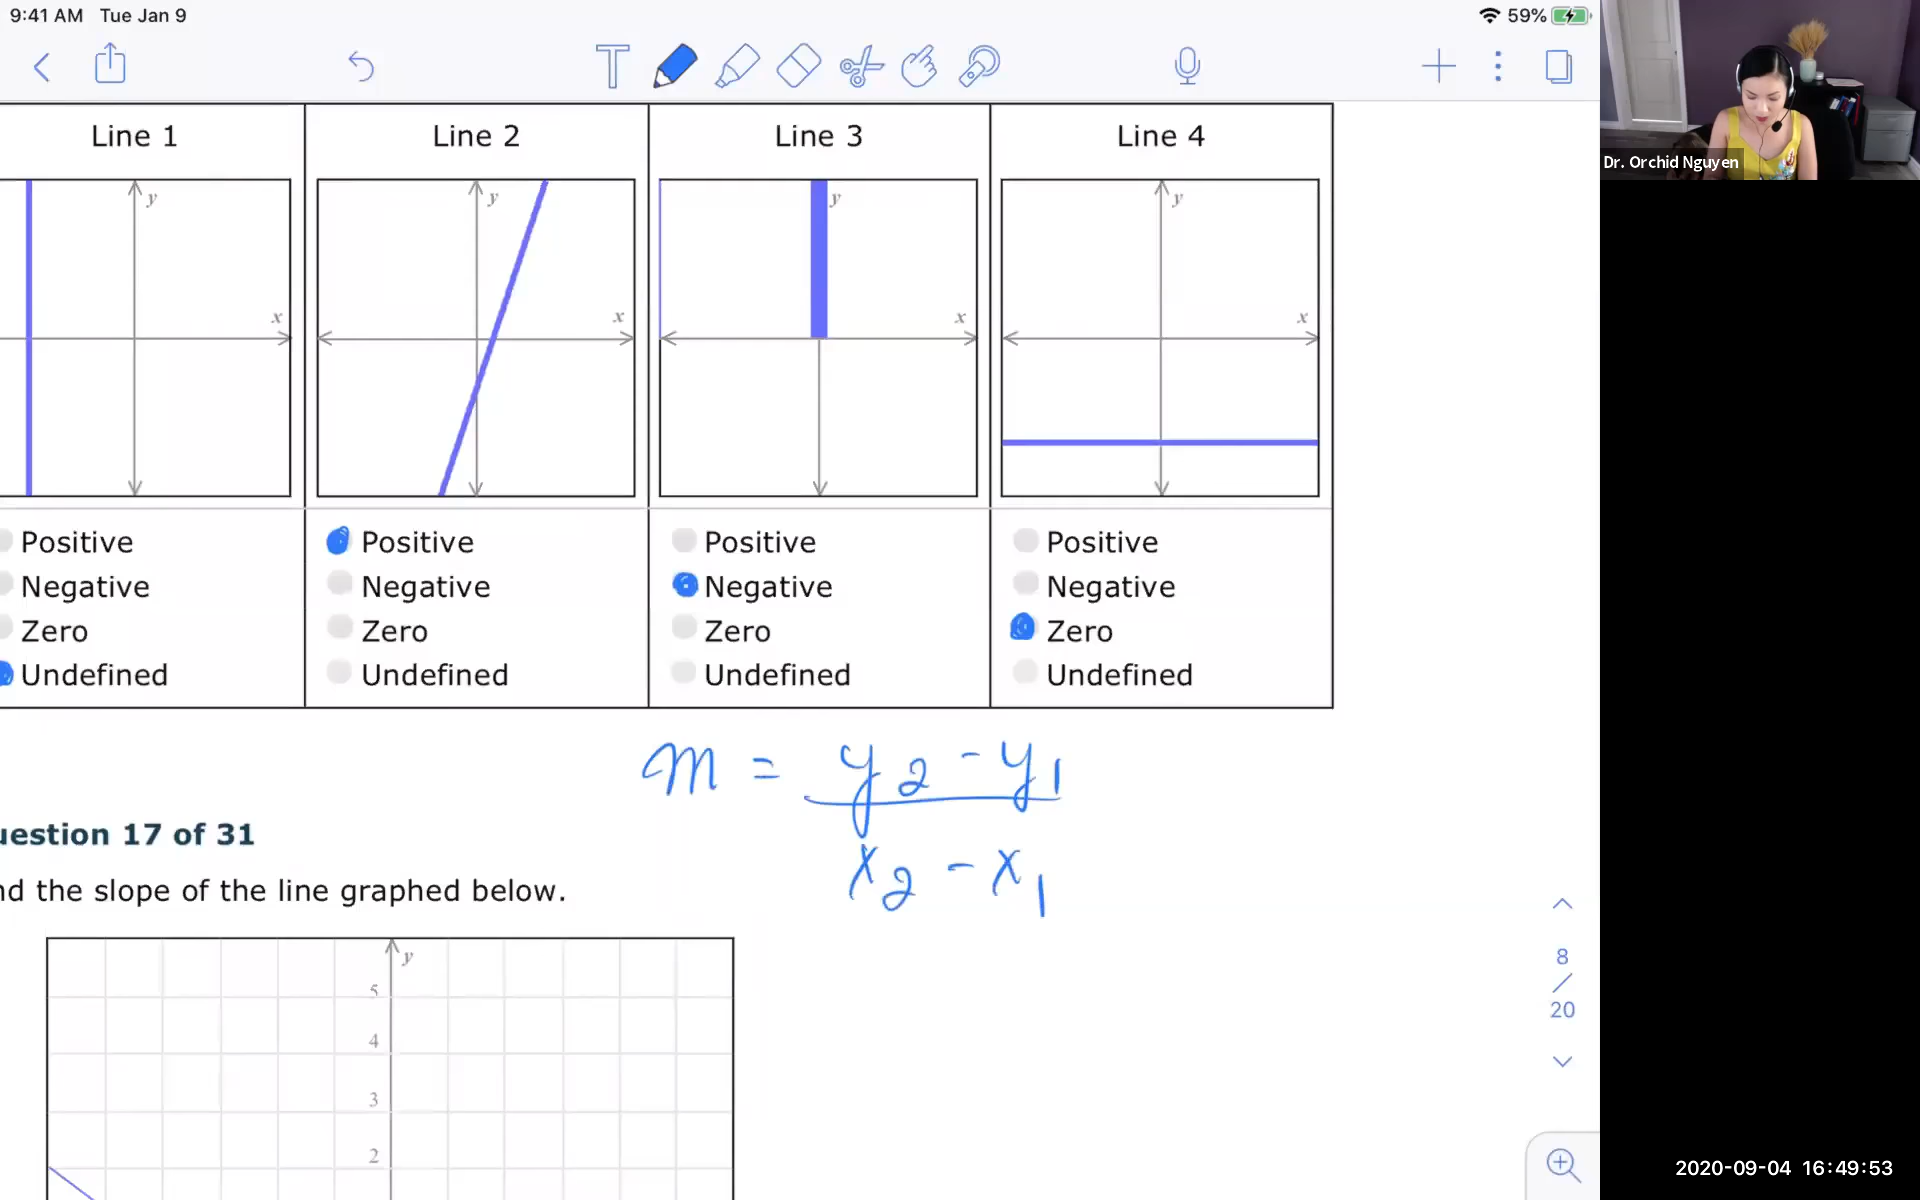 9:41 AM Tue Jan 9
59%
T
Line 1
Line 2
Line 3
Line 4
y
x
y
x
y
x
y
x
Positive
Negative
Zero
Undefined
Positive
Negative
Zero
Undefined
Positive
Negative
Zero
Undefined
Positive
Negative
Zero
Undefined
m = y2 - y1
x2 - x1
uestion 17 of 31
nd the slope of the line graphed below.
y
5
4
3
2
8
/
20
Dr. Orchid Nguyen
2020-09-04 16:49:53